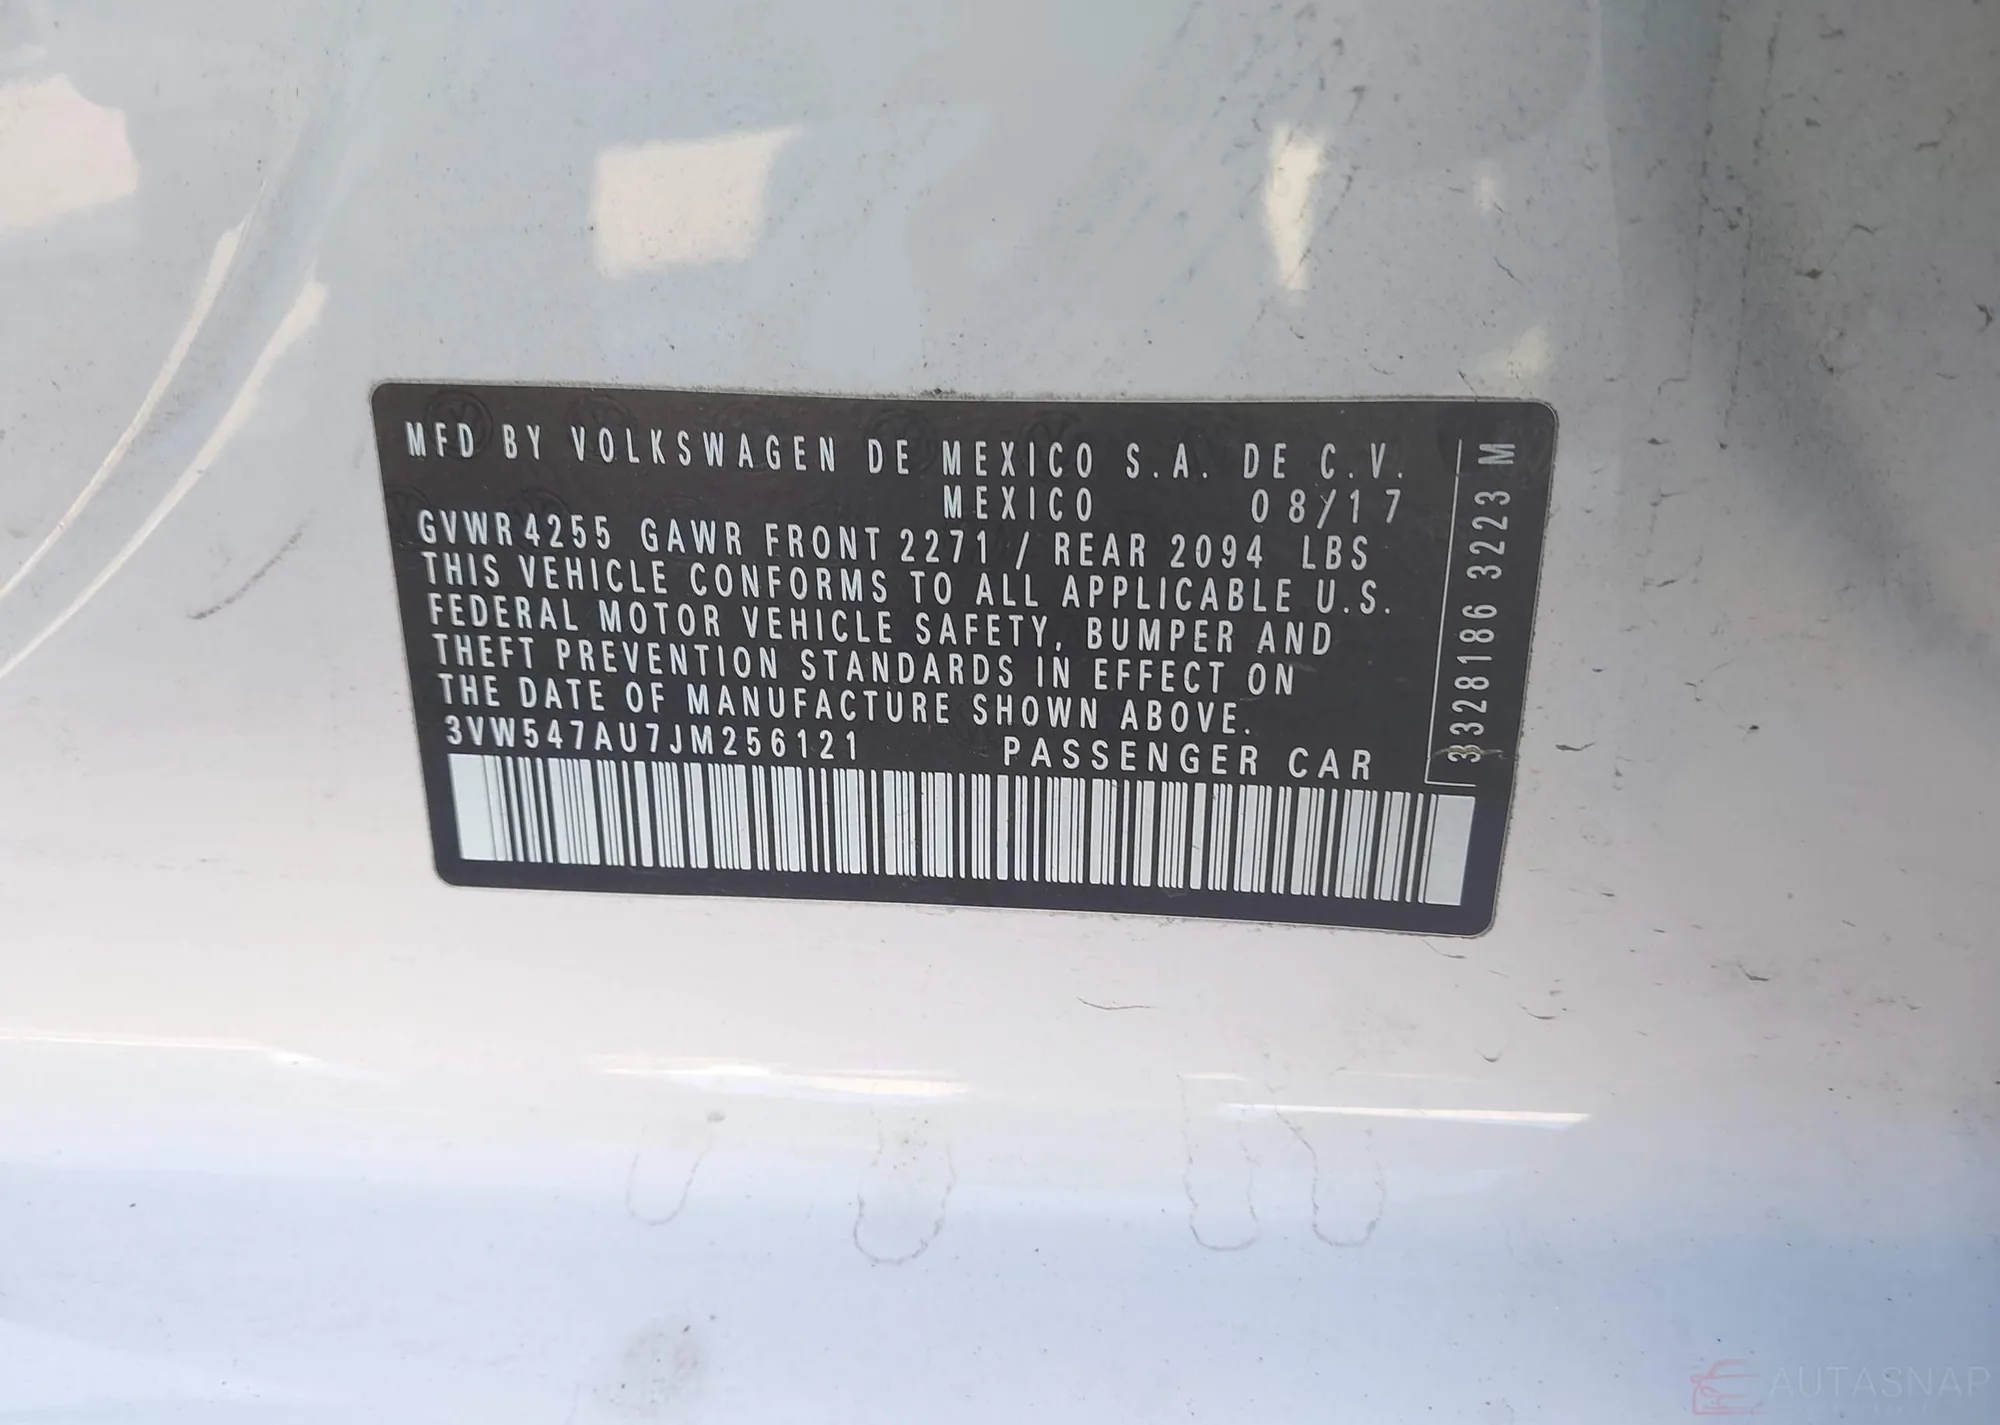 MFD BY VOLKSWAGEN DE MEXICO S.A. DE C.V.
MEXICO 08/17
GVWR 4255 GAWR FRONT 2271 / REAR 2094 LBS
THIS VEHICLE CONFORMS TO ALL APPLICABLE U.S.
FEDERAL MOTOR VEHICLE SAFETY, BUMPER AND
THEFT PREVENTION STANDARDS IN EFFECT ON
THE DATE OF MANUFACTURE SHOWN ABOVE.
3VW547AU7JM256121 PASSENGER CAR
3328186 3223 M
AUTASNAP